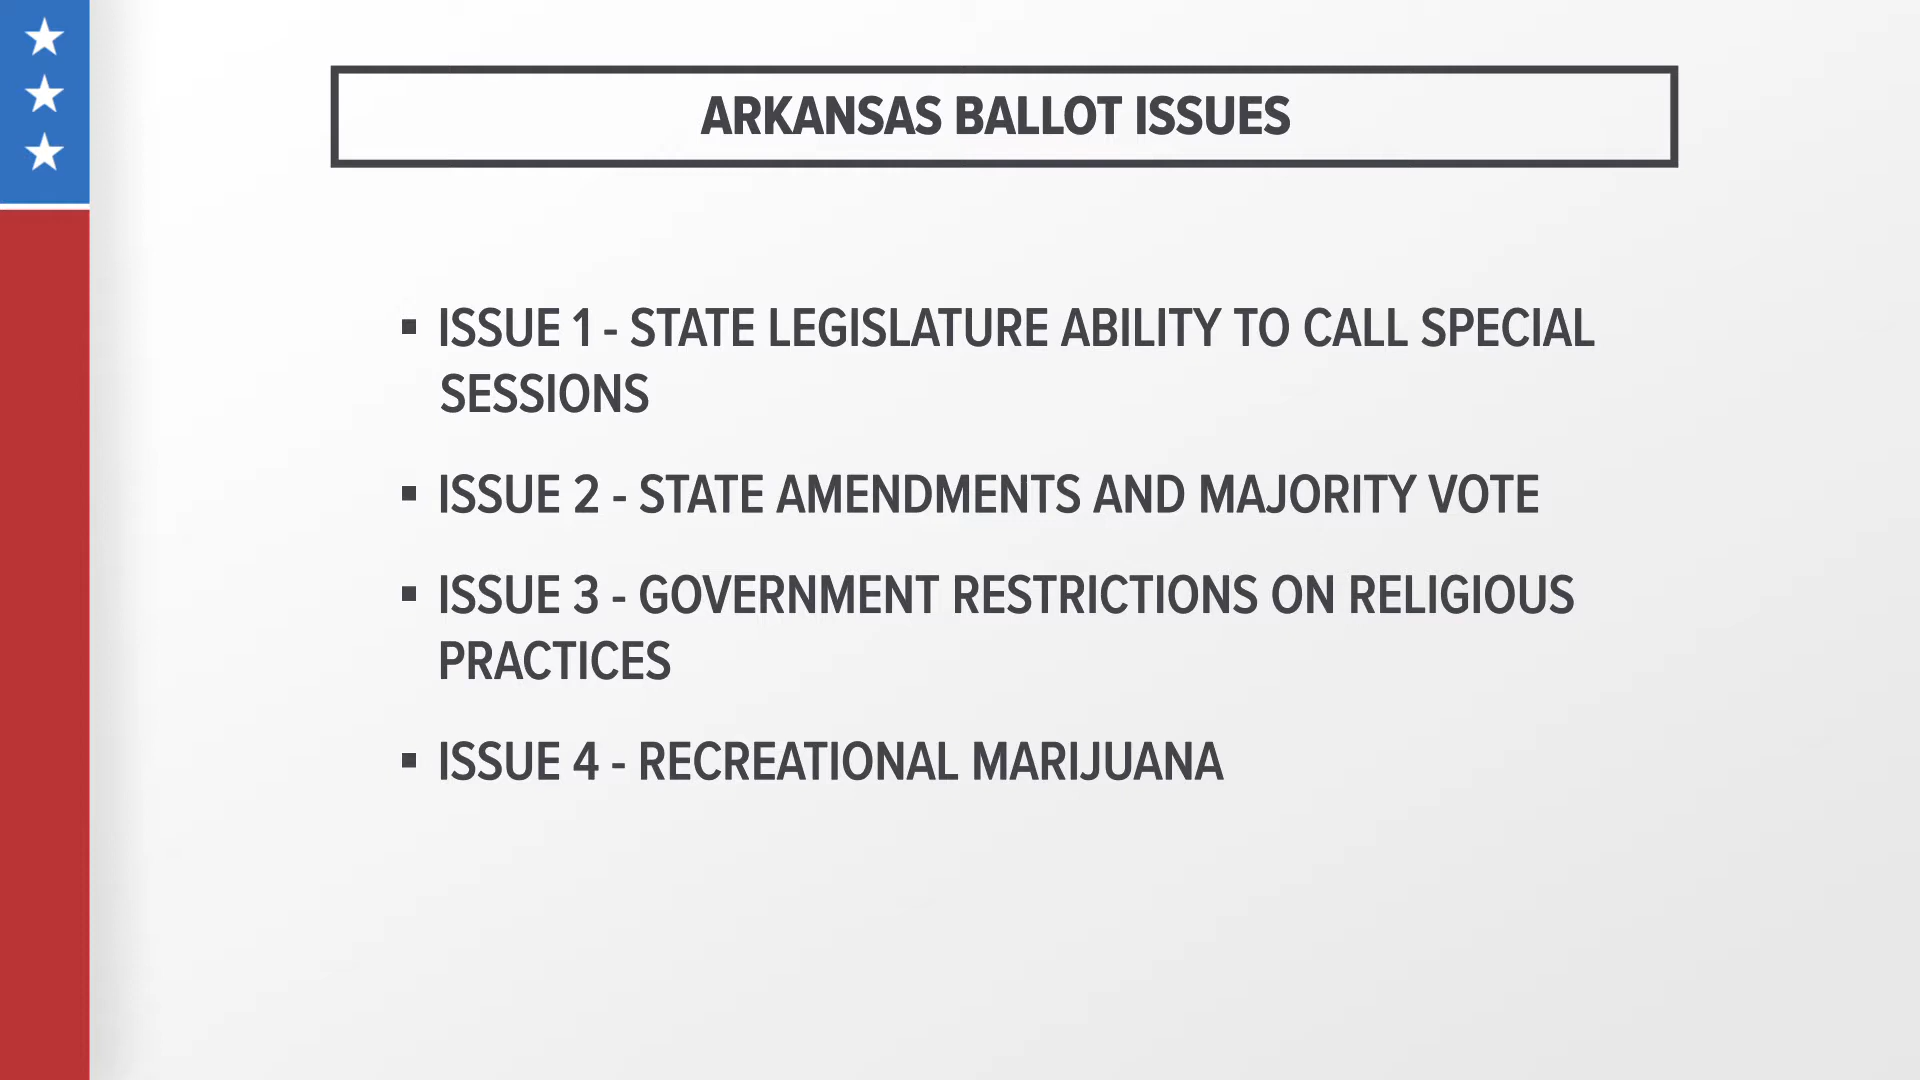 ARKANSAS BALLOT ISSUES
▪ ISSUE 1 - STATE LEGISLATURE ABILITY TO CALL SPECIAL
SESSIONS
▪ ISSUE 2 - STATE AMENDMENTS AND MAJORITY VOTE
▪ ISSUE 3 - GOVERNMENT RESTRICTIONS ON RELIGIOUS
PRACTICES
▪ ISSUE 4 - RECREATIONAL MARIJUANA